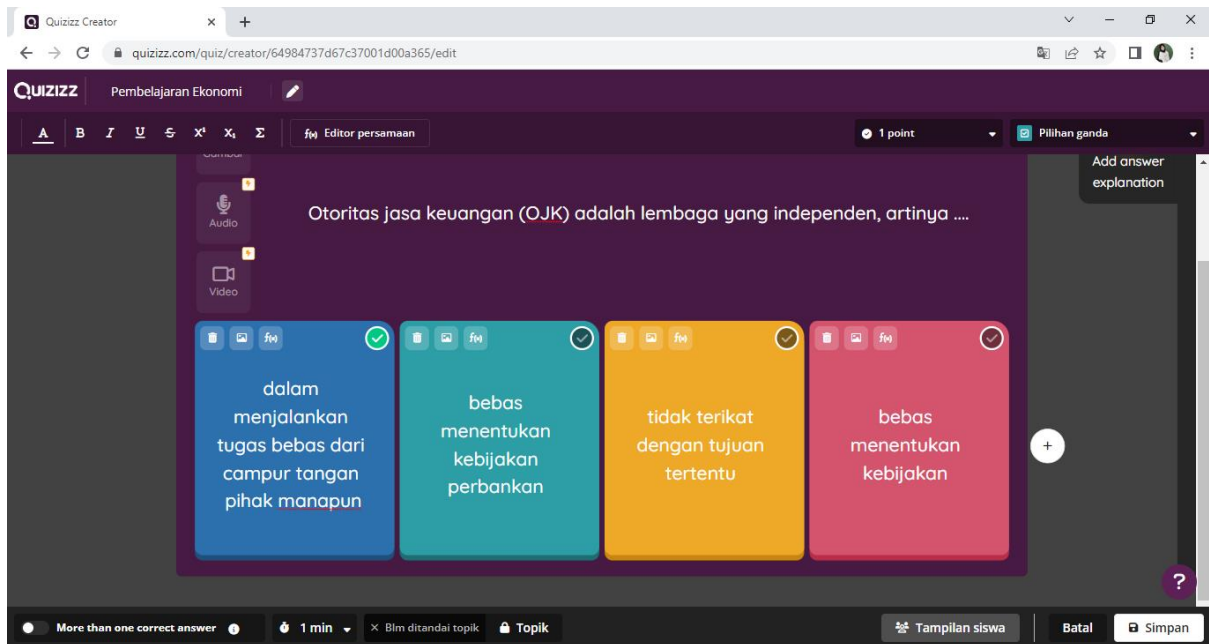 Quizizz Creator
quizizz.com/quiz/creator/64984737d67c37001d00a365/edit
QUIZIZZ Pembelajaran Ekonomi
A B I U S X² X₁ Σ f(x) Editor persamaan 1 point Pilihan ganda
Gambar
Add answer
explanation
Audio
Otoritas jasa keuangan (OJK) adalah lembaga yang independen, artinya ....
Video
f(x) f(x) f(x) f(x)
dalam
menjalankan
tugas bebas dari
campur tangan
pihak manapun
bebas
menentukan
kebijakan
perbankan
tidak terikat
dengan tujuan
tertentu
bebas
menentukan
kebijakan
+
?
More than one correct answer 1 min × Blm ditandai topik Topik Tampilan siswa Batal Simpan